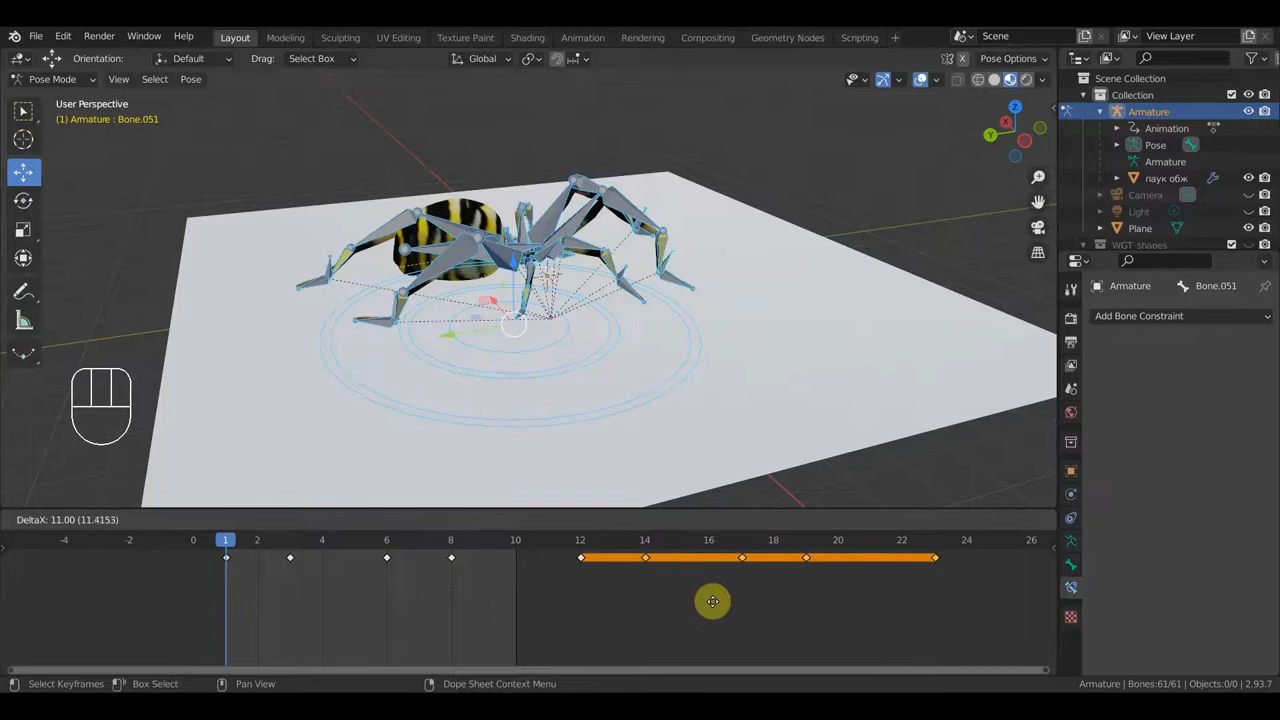 File Edit Render Window Help Layout Modeling Sculpting UV Editing Texture Paint Shading Animation Rendering Compositing Geometry Nodes Scripting + Scene View Layer
Orientation: Default Drag: Select Box Global X Pose Options
Pose Mode View Select Pose
User Perspective
(1) Armature : Bone.051
Z
X
Y
Scene Collection
Collection
Armature
Animation
Pose
Armature
паук обж
Camera
Light
Plane
WGT shapes
Armature Bone.051
Add Bone Constraint
DeltaX: 11.00 (11.4153)
-4 -2 0 1 2 4 6 8 10 12 14 16 18 20 22 24 26
Select Keyframes Box Select Pan View Dope Sheet Context Menu Armature | Bones:61/61 | Objects:0/0 | 2.93.7